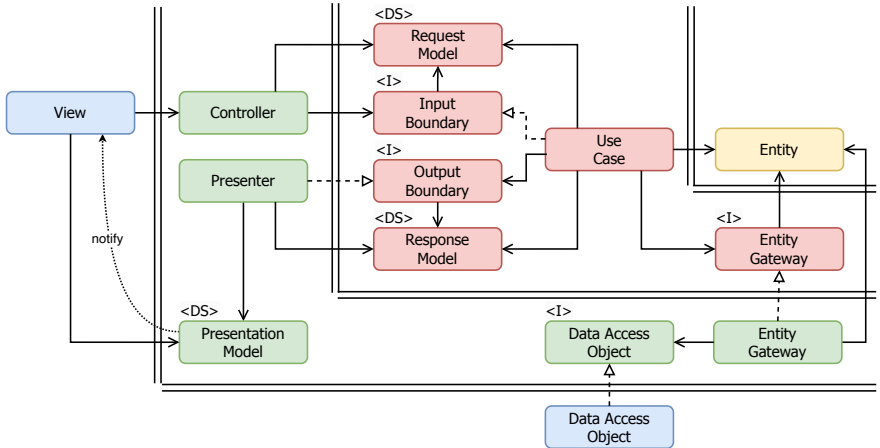 <DS>
Request
Model
<I>
View
Controller
Input
Boundary
Use
Case
Entity
<I>
Presenter
Output
Boundary
<DS>
Response
Model
<I>
Entity
Gateway
notify
<DS>
Presentation
Model
<I>
Data Access
Object
Entity
Gateway
Data Access
Object